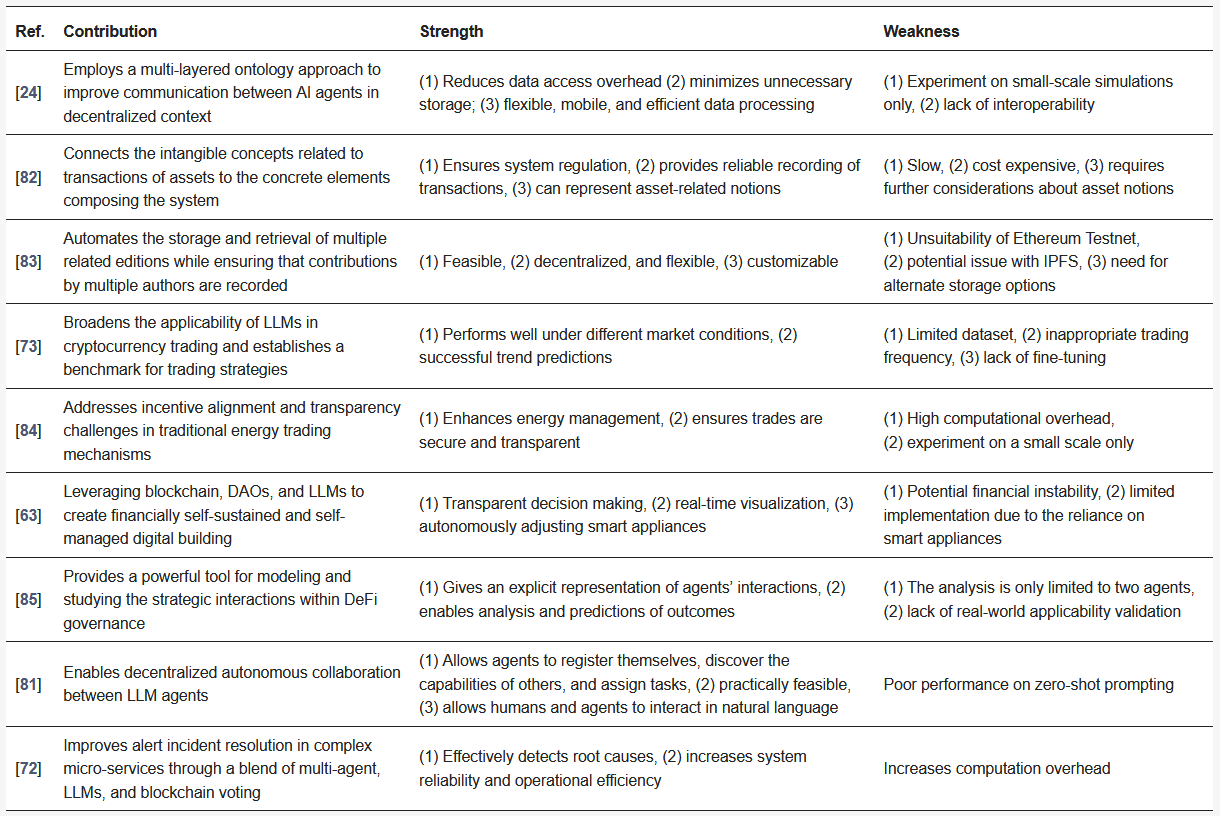 Ref. Contribution Strength Weakness
[24]
Employs a multi-layered ontology approach to
improve communication between AI agents in
decentralized context
(1) Reduces data access overhead (2) minimizes unnecessary
storage; (3) flexible, mobile, and efficient data processing
(1) Experiment on small-scale simulations
only, (2) lack of interoperability
[82]
Connects the intangible concepts related to
transactions of assets to the concrete elements
composing the system
(1) Ensures system regulation, (2) provides reliable recording of
transactions, (3) can represent asset-related notions
(1) Slow, (2) cost expensive, (3) requires
further considerations about asset notions
[83]
Automates the storage and retrieval of multiple
related editions while ensuring that contributions
by multiple authors are recorded
(1) Feasible, (2) decentralized, and flexible, (3) customizable
(1) Unsuitability of Ethereum Testnet,
(2) potential issue with IPFS, (3) need for
alternate storage options
[73]
Broadens the applicability of LLMs in
cryptocurrency trading and establishes a
benchmark for trading strategies
(1) Performs well under different market conditions, (2)
successful trend predictions
(1) Limited dataset, (2) inappropriate trading
frequency, (3) lack of fine-tuning
[84]
Addresses incentive alignment and transparency
challenges in traditional energy trading
mechanisms
(1) Enhances energy management, (2) ensures trades are
secure and transparent
(1) High computational overhead,
(2) experiment on a small scale only
[63]
Leveraging blockchain, DAOs, and LLMs to
create financially self-sustained and self-
managed digital building
(1) Transparent decision making, (2) real-time visualization, (3)
autonomously adjusting smart appliances
(1) Potential financial instability, (2) limited
implementation due to the reliance on
smart appliances
[85]
Provides a powerful tool for modeling and
studying the strategic interactions within DeFi
governance
(1) Gives an explicit representation of agents’ interactions, (2)
enables analysis and predictions of outcomes
(1) The analysis is only limited to two agents,
(2) lack of real-world applicability validation
[81]
Enables decentralized autonomous collaboration
between LLM agents
(1) Allows agents to register themselves, discover the
capabilities of others, and assign tasks, (2) practically feasible,
(3) allows humans and agents to interact in natural language
Poor performance on zero-shot prompting
[72]
Improves alert incident resolution in complex
micro-services through a blend of multi-agent,
LLMs, and blockchain voting
(1) Effectively detects root causes, (2) increases system
reliability and operational efficiency
Increases computation overhead